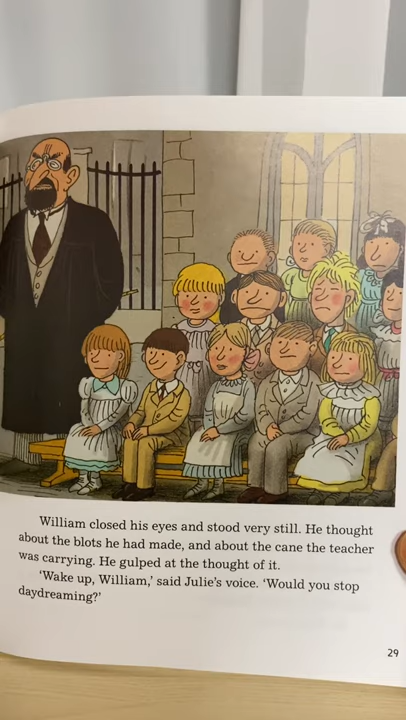 William closed his eyes and stood very still. He thought
about the blots he had made, and about the cane the teacher
was carrying. He gulped at the thought of it.
'Wake up, William,' said Julie's voice. 'Would you stop
daydreaming?'
29